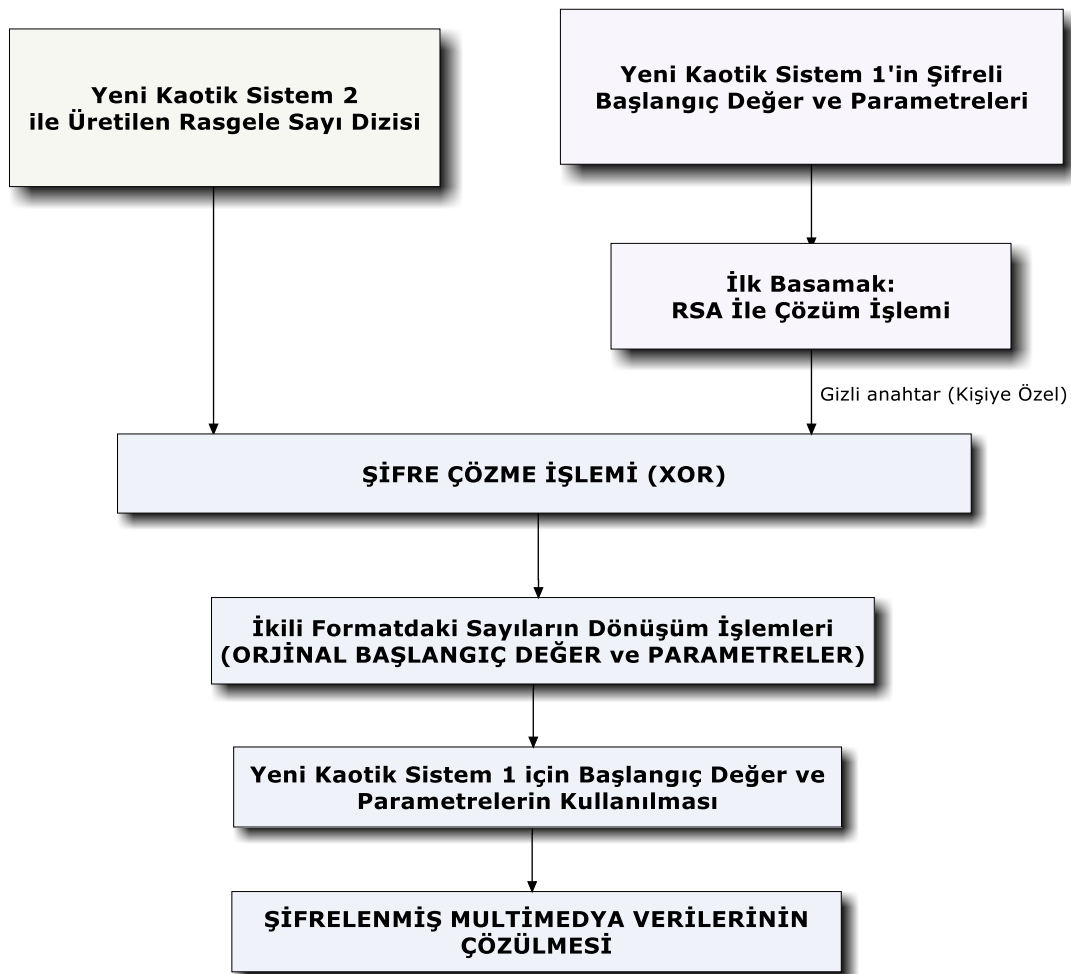 Yeni Kaotik Sistem 2
ile Üretilen Rasgele Sayı Dizisi
Yeni Kaotik Sistem 1'in Şifreli
Başlangıç Değer ve Parametreleri
İlk Basamak:
RSA İle Çözüm İşlemi
Gizli anahtar (Kişiye Özel)
ŞİFRE ÇÖZME İŞLEMİ (XOR)
İkili Formatdaki Sayıların Dönüşüm İşlemleri
(ORJİNAL BAŞLANGIÇ DEĞER ve PARAMETRELER)
Yeni Kaotik Sistem 1 için Başlangıç Değer ve
Parametrelerin Kullanılması
ŞİFRELENMİŞ MULTİMEDYA VERİLERİNİN
ÇÖZÜLMESİ